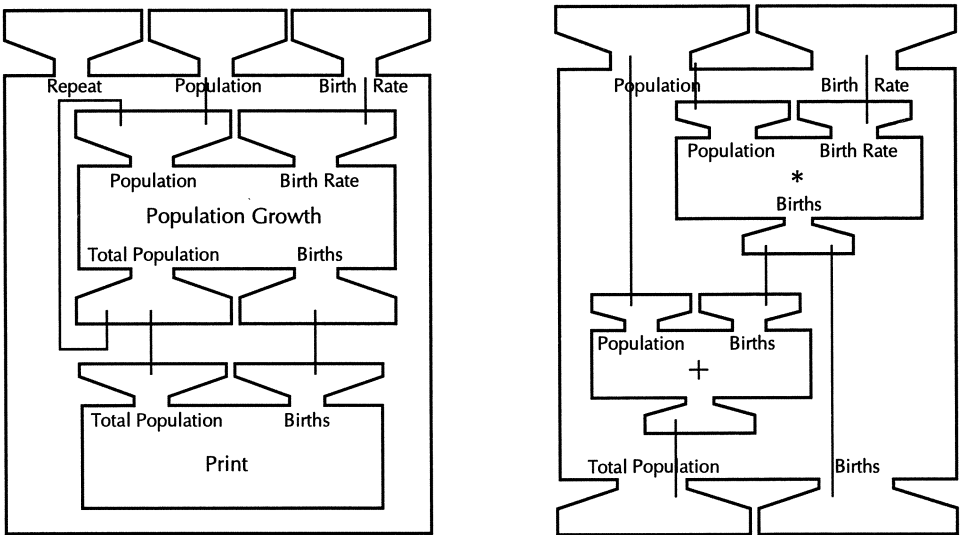 Repeat Population Birth Rate
Population Birth Rate
Population Growth
Total Population Births
Total Population Births
Print
Population Birth Rate
Population Birth Rate
*
Births
Population Births
+
Total Population Births